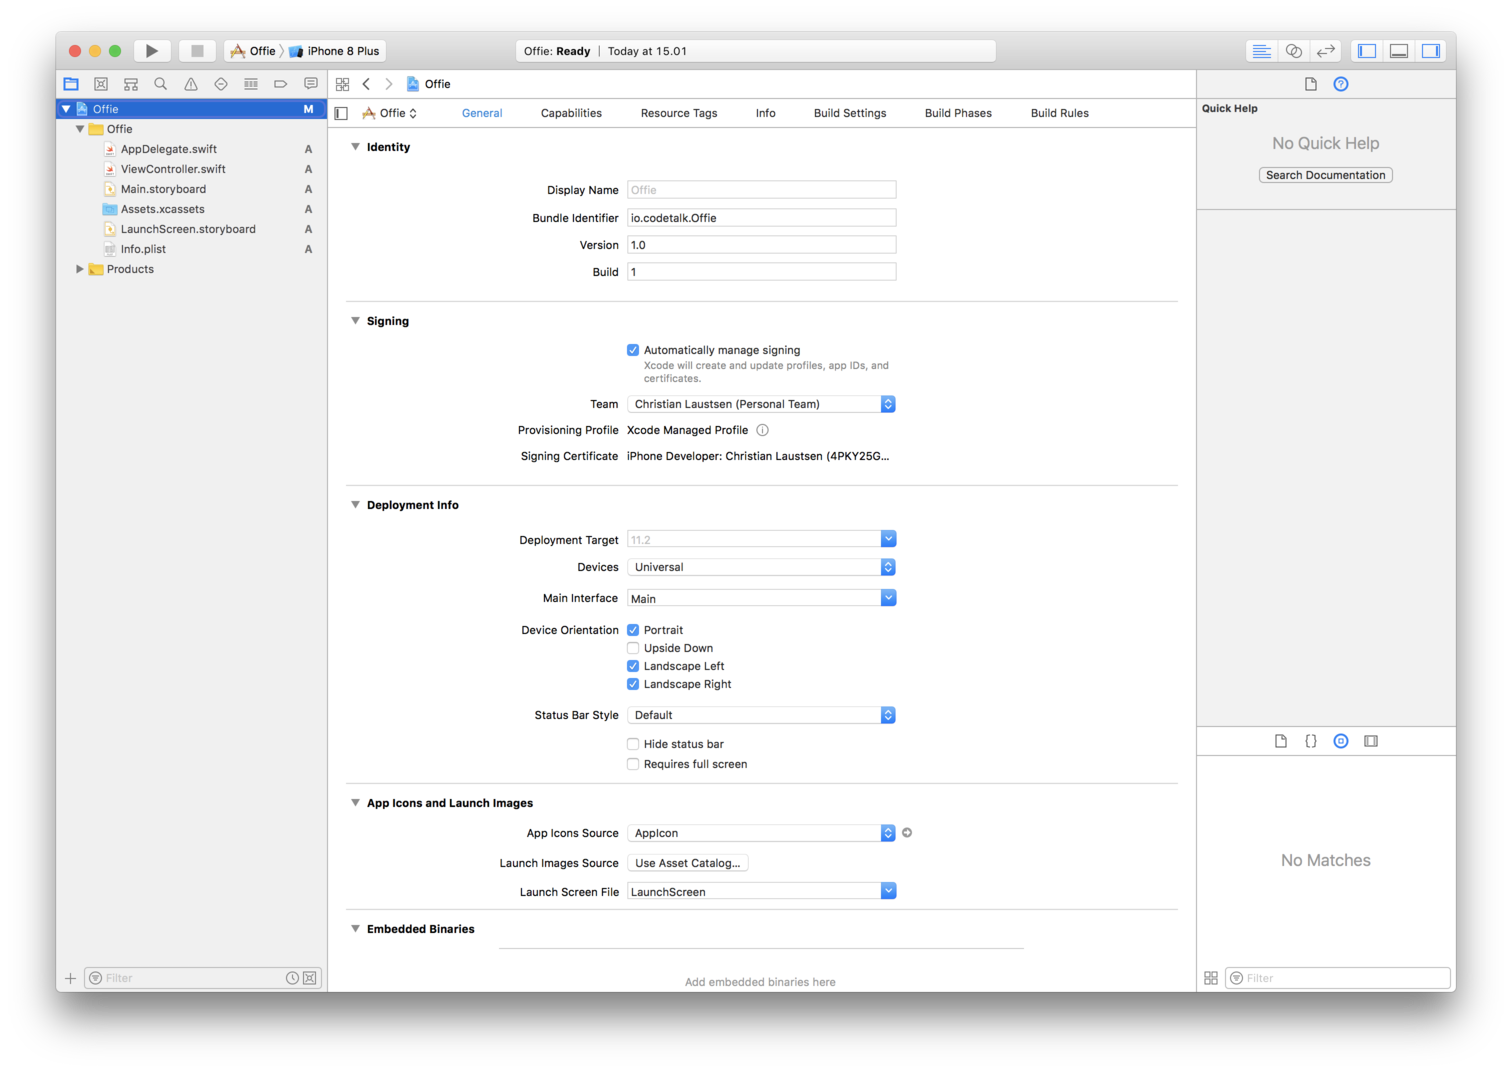 Offie
iPhone 8 Plus
Offie: Ready | Today at 15.01
Offie
Offie M
Offie
AppDelegate.swift A
ViewController.swift A
Main.storyboard A
Assets.xcassets A
LaunchScreen.storyboard A
Info.plist A
Products
Filter
Offie
General
Capabilities
Resource Tags
Info
Build Settings
Build Phases
Build Rules
Identity
Display Name Offie
Bundle Identifier io.codetalk.Offie
Version 1.0
Build 1
Signing
Automatically manage signing
Xcode will create and update profiles, app IDs, and
certificates.
Team Christian Laustsen (Personal Team)
Provisioning Profile Xcode Managed Profile
Signing Certificate iPhone Developer: Christian Laustsen (4PKY25G...
Deployment Info
Deployment Target 11.2
Devices Universal
Main Interface Main
Device Orientation Portrait
Upside Down
Landscape Left
Landscape Right
Status Bar Style Default
Hide status bar
Requires full screen
App Icons and Launch Images
App Icons Source AppIcon
Launch Images Source Use Asset Catalog...
Launch Screen File LaunchScreen
Embedded Binaries
Add embedded binaries here
Quick Help
No Quick Help
Search Documentation
{}
No Matches
Filter